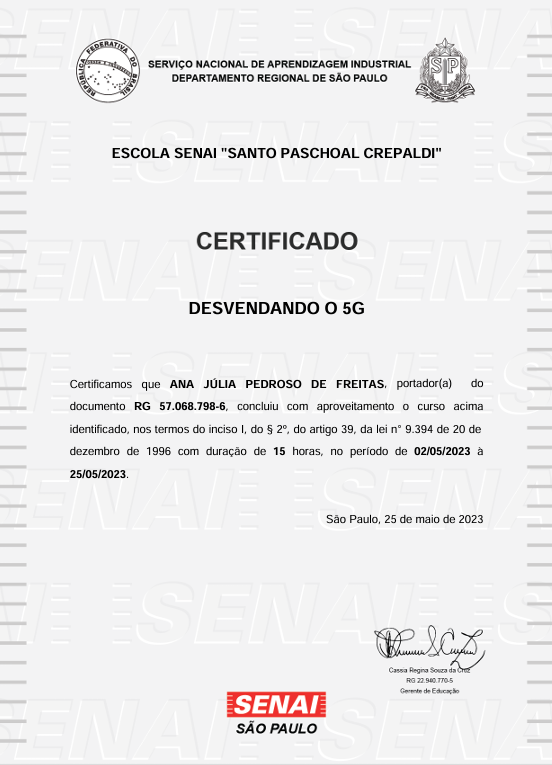 REPÚBLICA FEDERATIVA DO BRASIL
SERVIÇO NACIONAL DE APRENDIZAGEM INDUSTRIAL
DEPARTAMENTO REGIONAL DE SÃO PAULO
SP
ESCOLA SENAI "SANTO PASCHOAL CREPALDI"
CERTIFICADO
DESVENDANDO O 5G
Certificamos que ANA JÚLIA PEDROSO DE FREITAS, portador(a) do
documento RG 57.068.798-6, concluiu com aproveitamento o curso acima
identificado, nos termos do inciso I, do § 2º, do artigo 39, da lei n° 9.394 de 20 de
dezembro de 1996 com duração de 15 horas, no período de 02/05/2023 à
25/05/2023.
São Paulo, 25 de maio de 2023
Cassia Regina Souza da Cruz
RG 22.940.770-5
Gerente de Educação
SENAI
SÃO PAULO